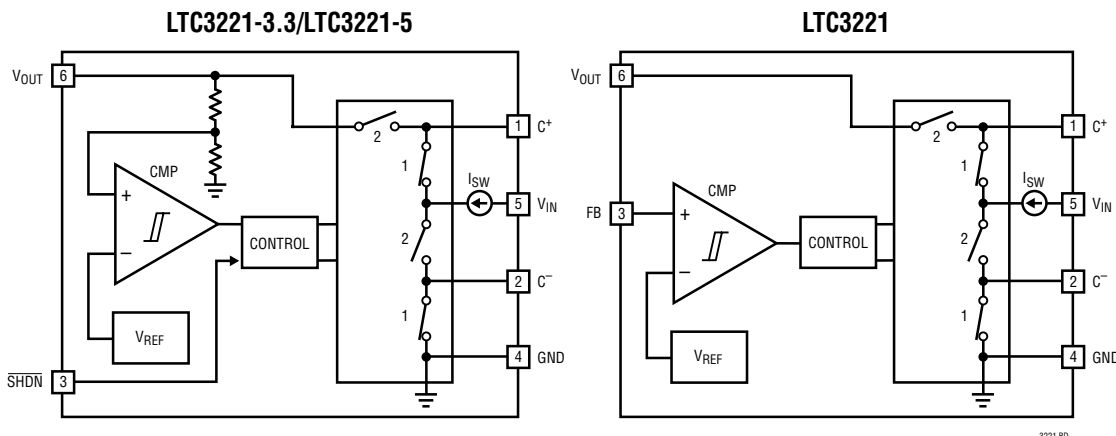 LTC3221-3.3/LTC3221-5
VOUT 6
1 C+
2
1
CMP
ISW
+
5 VIN
CONTROL
2
–
2 C–
1
VREF
4 GND
SHDN 3
LTC3221
VOUT 6
1 C+
2
1
CMP
ISW
FB 3
+
5 VIN
CONTROL
2
–
2 C–
1
VREF
4 GND
3221 BD